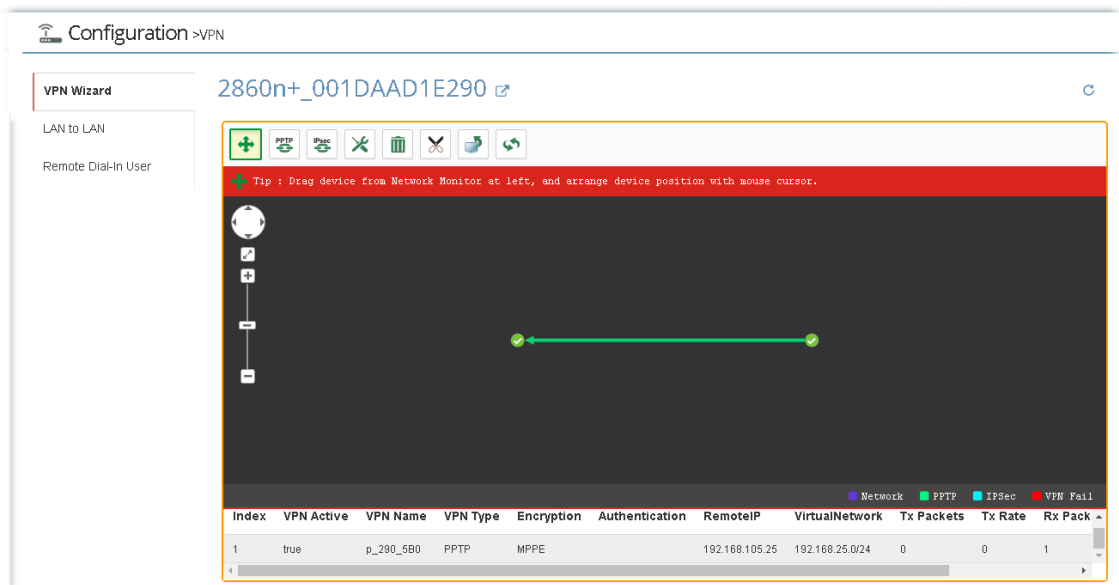 Configuration >VPN
VPN Wizard
LAN to LAN
Remote Dial-In User
2860n+_001DAAD1E290
PPTP IPsec
Tip : Drag device from Network Monitor at left, and arrange device position with mouse cursor.
Network PPTP IPSec VPN Fail
Index VPN Active VPN Name VPN Type Encryption Authentication RemoteIP VirtualNetwork Tx Packets Tx Rate Rx Pack
1 true p_290_5B0 PPTP MPPE 192.168.105.25 192.168.25.0/24 0 0 1